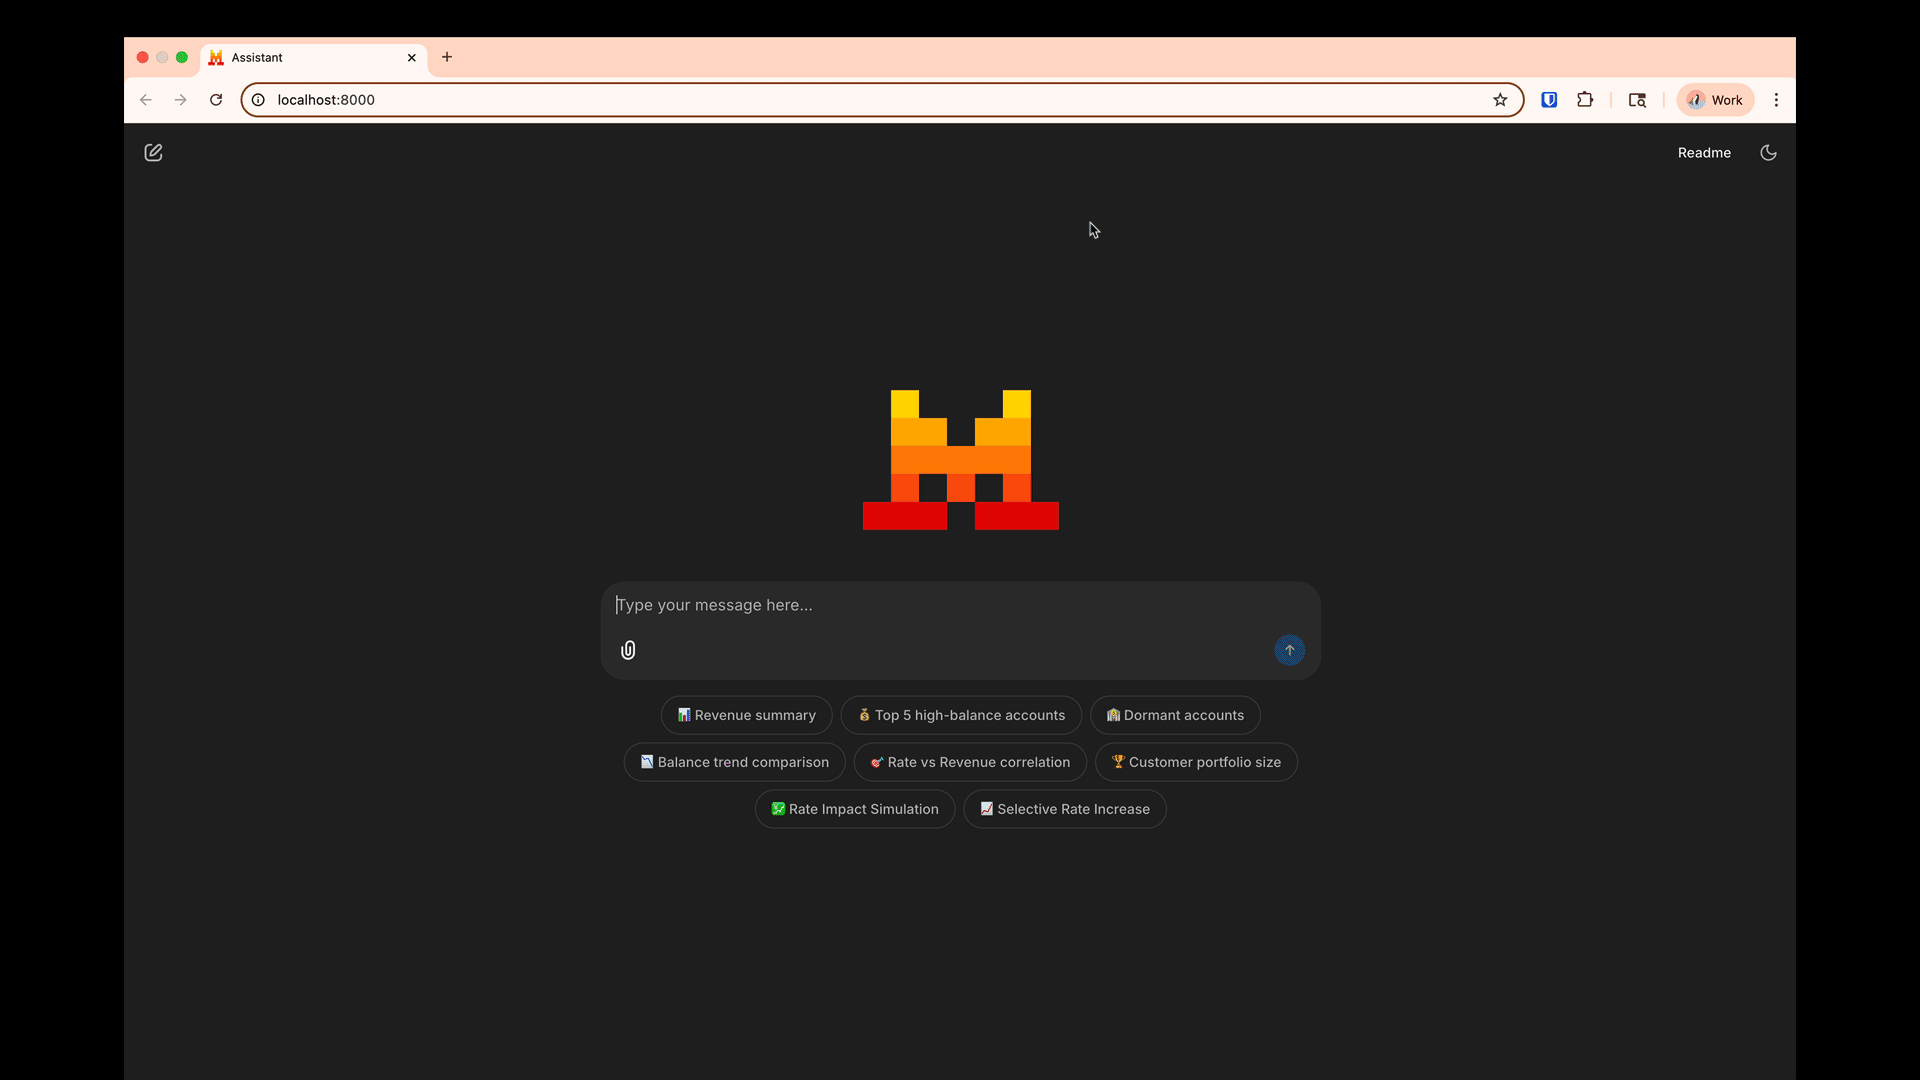 Assistant
localhost:8000
Work
Readme
Type your message here...
Revenue summary
Top 5 high-balance accounts
Dormant accounts
Balance trend comparison
Rate vs Revenue correlation
Customer portfolio size
Rate Impact Simulation
Selective Rate Increase